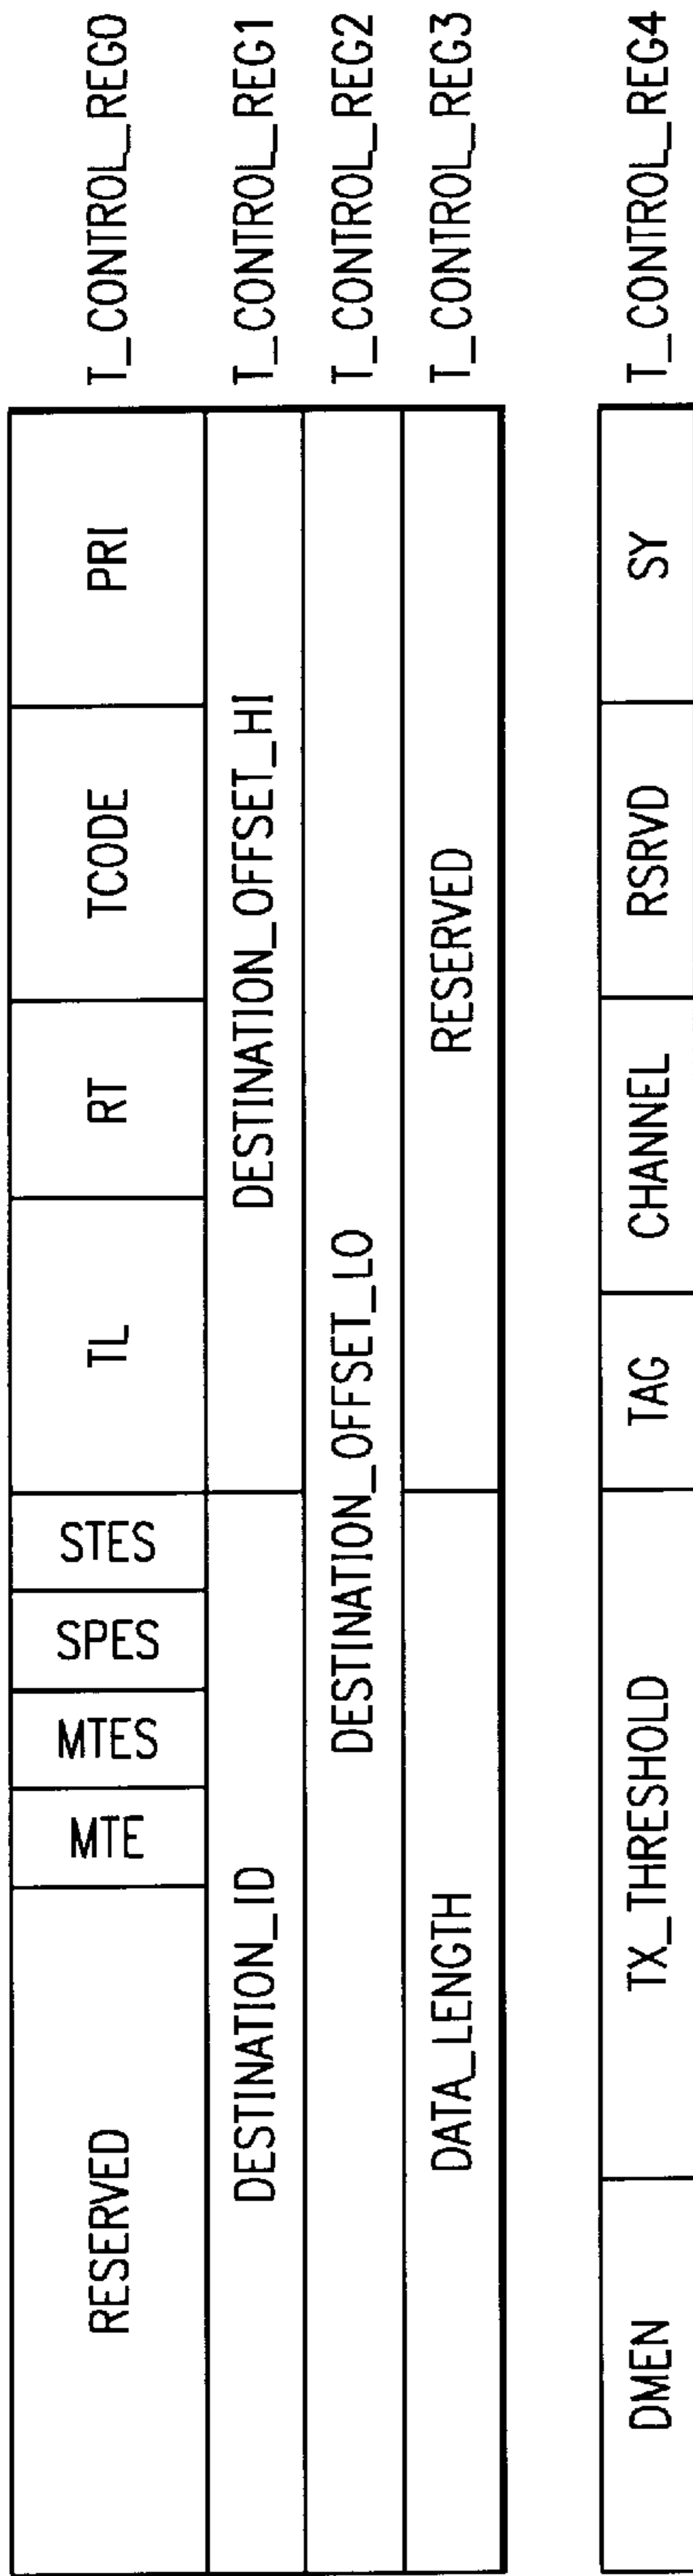 RESERVED MTE MTES SPES STES TL RT TCODE PRI T_CONTROL_REG0
DESTINATION_ID DESTINATION_OFFSET_HI T_CONTROL_REG1
DESTINATION_OFFSET_LO T_CONTROL_REG2
DATA_LENGTH RESERVED T_CONTROL_REG3
DMEN TX_THRESHOLD TAG CHANNEL RSRVD SY T_CONTROL_REG4